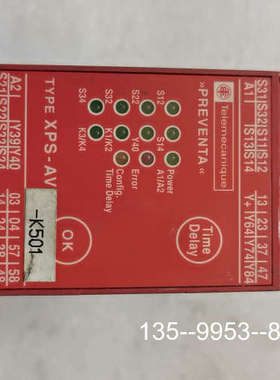 S31|S32|S11|S12
A1| |S13|S14
13|23|37|47
Y+|Y64|Y74|Y84
Telemecanique
»PREVENTA«
S12
S14
Power
A1/A2
S22
Y40
Error
S32
K1/K2
Config.
Time Delay
S34
K3/K4
Time
Delay
TYPE XPS-AV
OK
A2| |Y39|Y40
03|04|57|58
-K501
135--9953--8